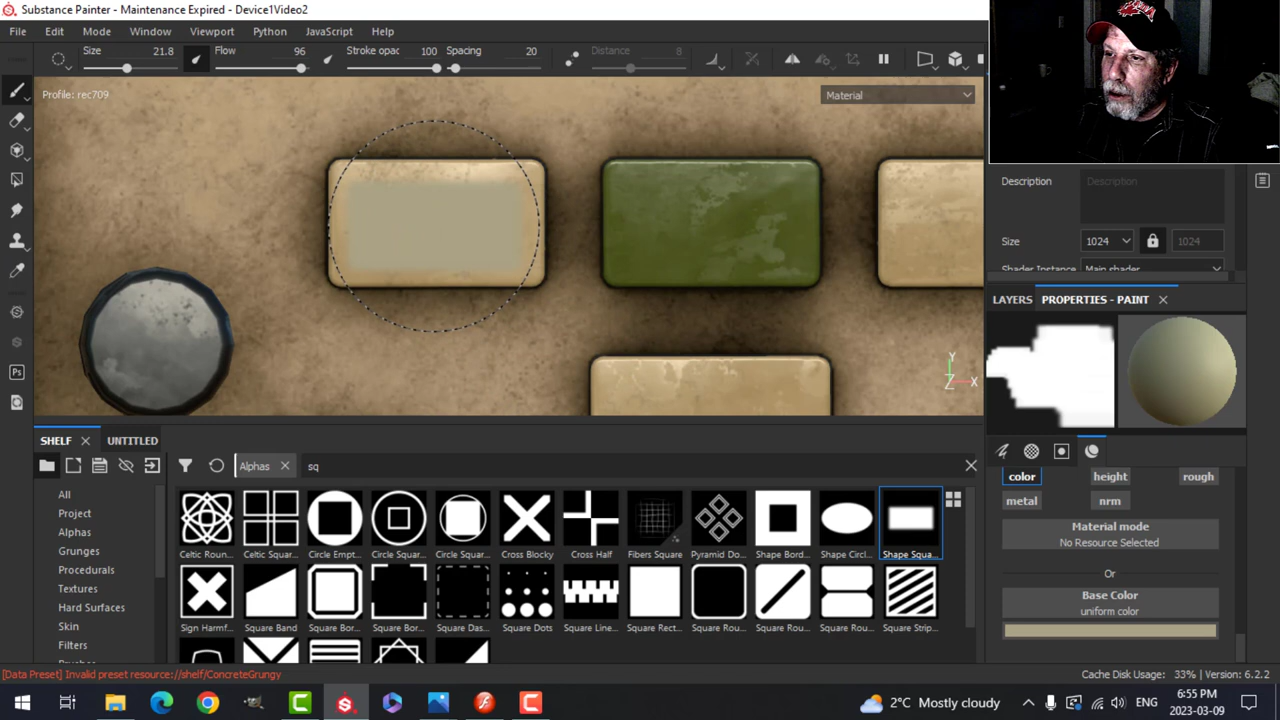 Substance Painter - Maintenance Expired - Device1Video2
File Edit Mode Window Viewport Python JavaScript Help
Size 21.8 Flow 96 Stroke opac 100 Spacing 20 Distance 8
Profile: rec709
Material
Description Description
Size 1024 1024
Shader Instance Main shader
LAYERS PROPERTIES - PAINT
SHELF UNTITLED
Alphas sq
All
Project
Alphas
Grunges
Procedurals
Textures
Hard Surfaces
Skin
Filters
Brushes
Celtic Roun... Celtic Squar... Circle Empt... Circle Squar... Circle Squar... Cross Blocky Cross Half Fibers Square Pyramid Do... Shape Bord... Shape Circl... Shape Squa...
Sign Harmf... Square Band Square Bor... Square Bor... Square Das... Square Dots Square Line... Square Rect... Square Rou... Square Rou... Square Rou... Square Strip...
color height rough
metal nrm
Material mode
No Resource Selected
Or
Base Color
uniform color
[Data Preset] Invalid preset resource://shelf/ConcreteGrungy
Cache Disk Usage: 33% | Version: 6.2.2
Ps
Y
X
Z
2°C Mostly cloudy
ENG
6:55 PM
2023-03-09